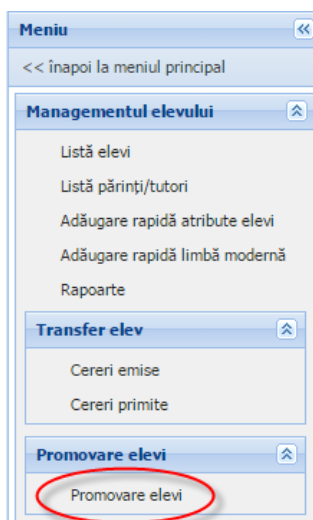 Meniu
<< înapoi la meniul principal
Managementul elevului
Listă elevi
Listă părinți/tutori
Adăugare rapidă atribute elevi
Adăugare rapidă limbă modernă
Rapoarte
Transfer elev
Cereri emise
Cereri primite
Promovare elevi
Promovare elevi